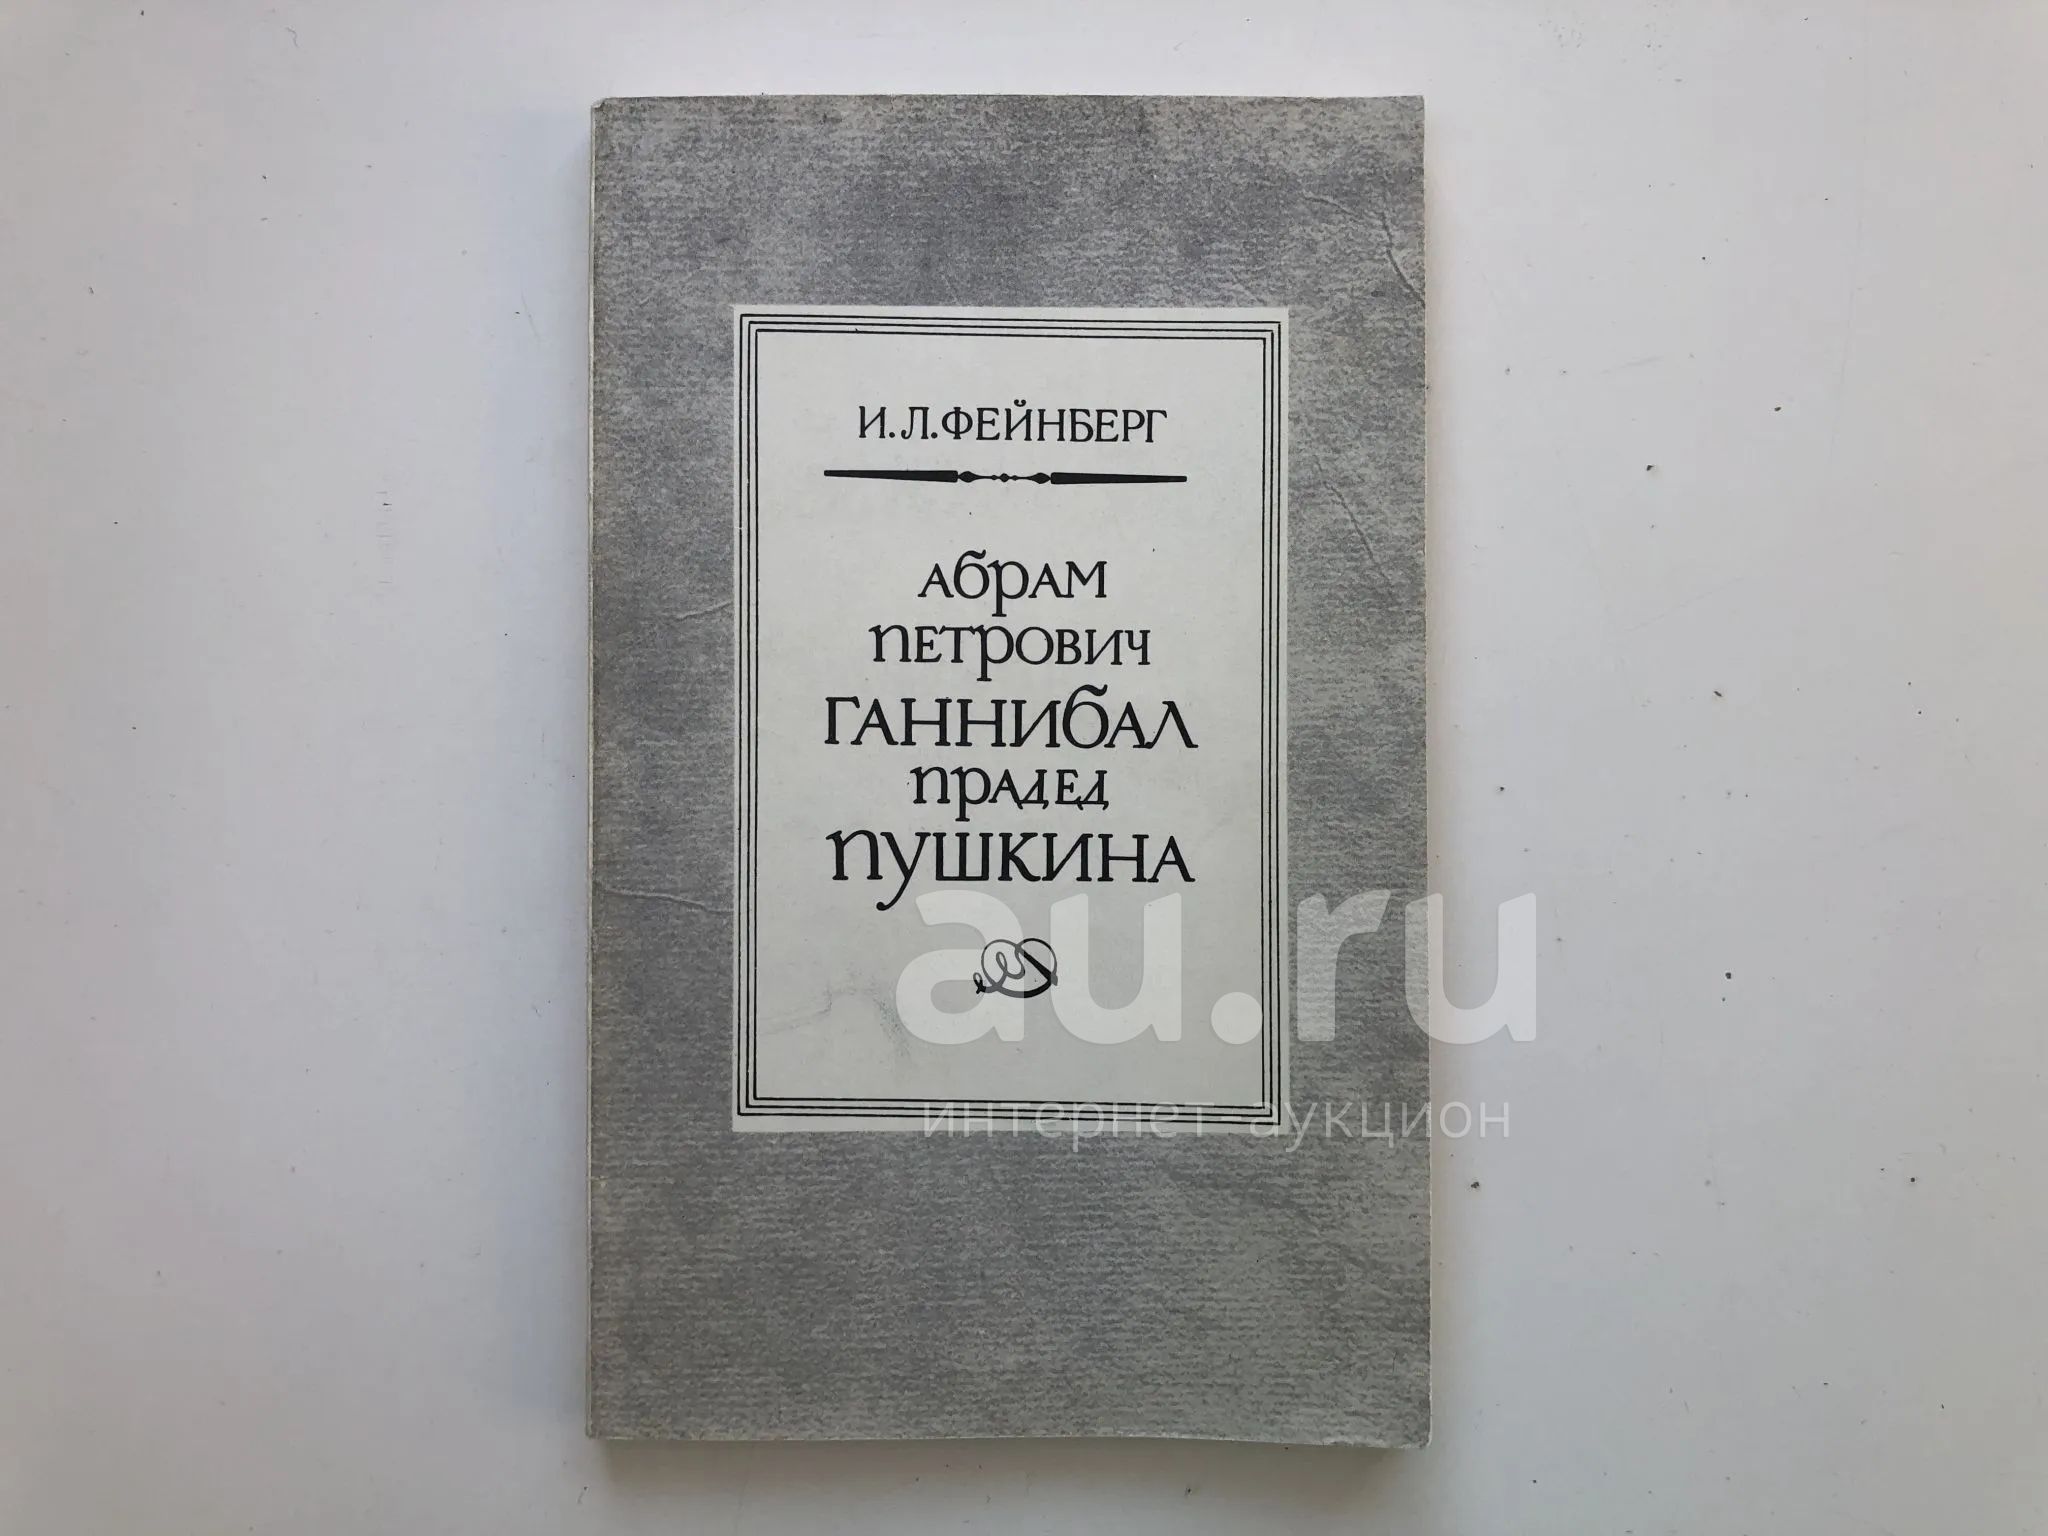 И.Л.ФЕЙНБЕРГ
АБРАМ
ПЕТРОВИЧ
ГАННИБАЛ
ПРАДЕД
ПУШКИНА
au.ru
интернет-аукцион